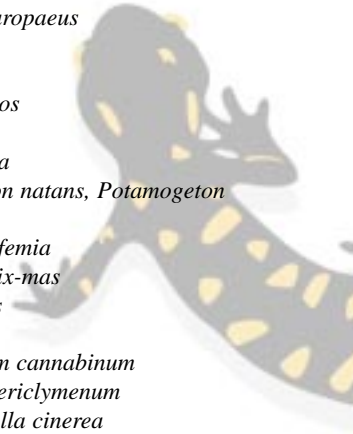 ropaeus
os
a
on natans, Potamogeton
femia
ix-mas
s
m cannabinum
ericlymenum
lla cinerea